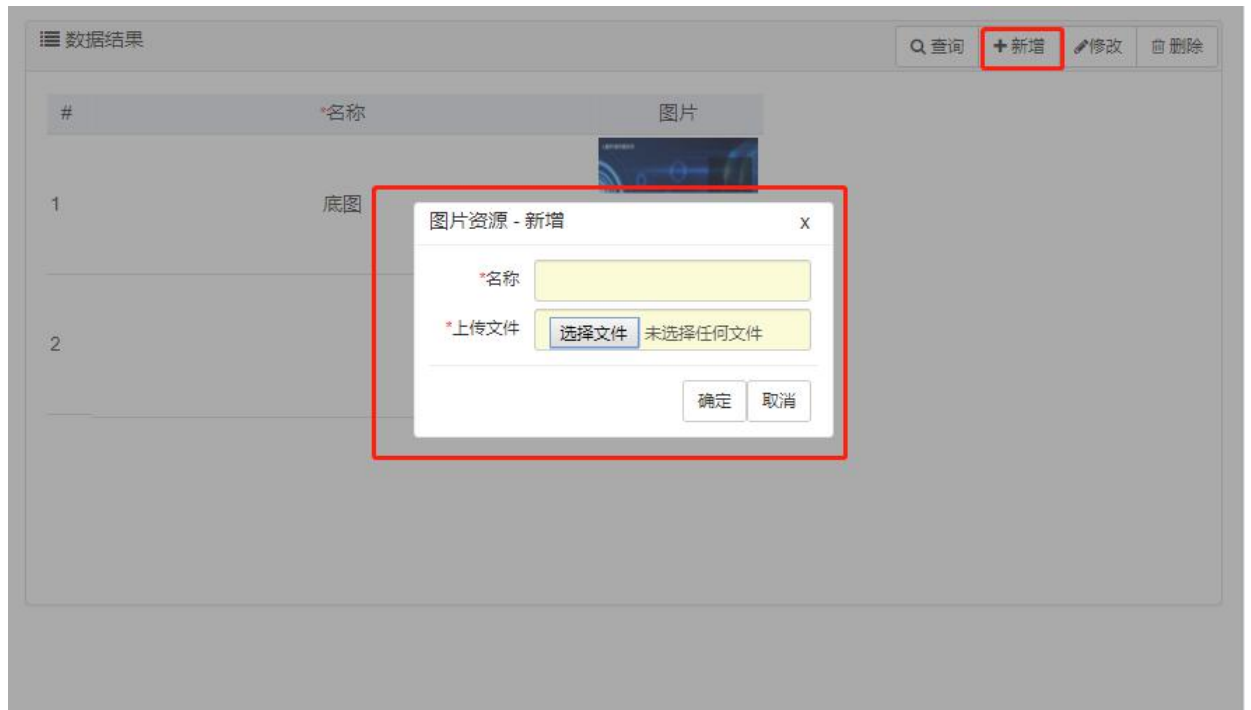 数据结果
查询 新增 修改 删除
# *名称 图片
1 底图
图片资源 - 新增 x
*名称
*上传文件 选择文件 未选择任何文件
2
确定 取消